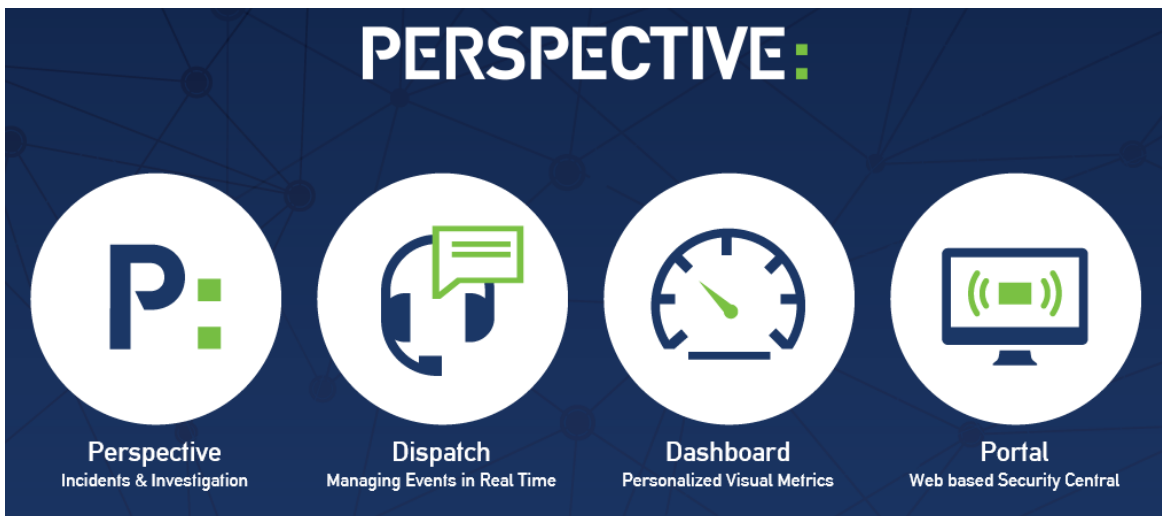 PERSPECTIVE:
P:
Perspective
Incidents & Investigation
Dispatch
Managing Events in Real Time
Dashboard
Personalized Visual Metrics
Portal
Web based Security Central